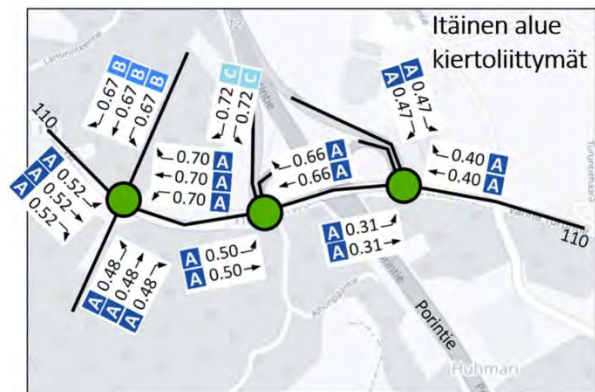 Itäinen alue
kiertoliittymät
Länsirinteentie
110
0.67 B
0.67 B
0.67 B
0.72 C
0.72 C
Porintie
A 0.47
A 0.47
0.40 A
0.40 A
0.66 A
0.66 A
0.70 A
0.70 A
0.70 A
A 0.52
A 0.52
A 0.52
A 0.48
A 0.48
A 0.48
A 0.50
A 0.50
A 0.31
A 0.31
110
Porintie
Huhmari